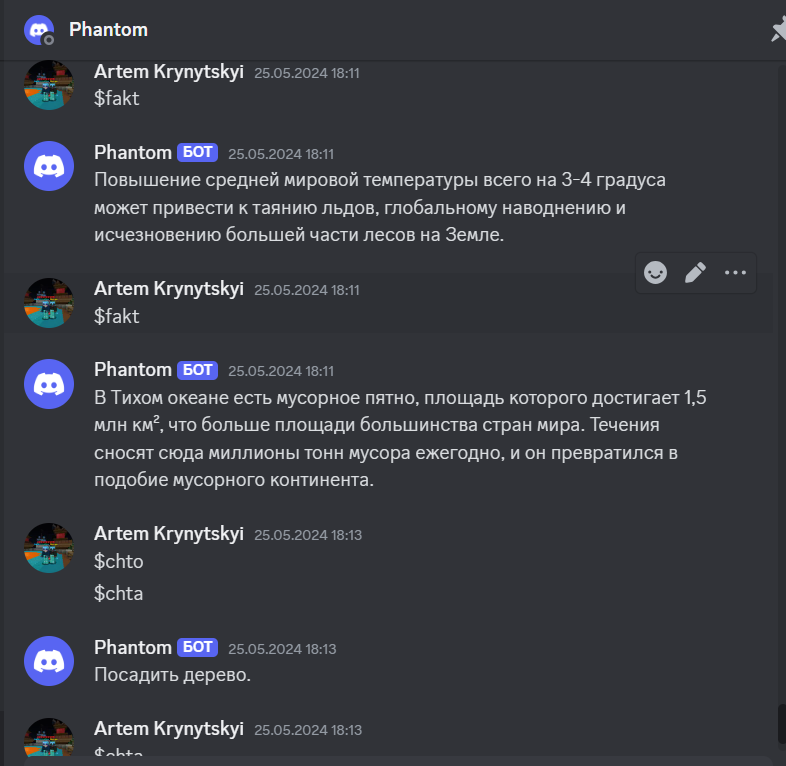 Phantom
Artem Krynytskyi 25.05.2024 18:11
$fakt
Phantom БОТ 25.05.2024 18:11
Повышение средней мировой температуры всего на 3-4 градуса
может привести к таянию льдов, глобальному наводнению и
исчезновению большей части лесов на Земле.
Artem Krynytskyi 25.05.2024 18:11
$fakt
Phantom БОТ 25.05.2024 18:11
В Тихом океане есть мусорное пятно, площадь которого достигает 1,5
млн км², что больше площади большинства стран мира. Течения
сносят сюда миллионы тонн мусора ежегодно, и он превратился в
подобие мусорного континента.
Artem Krynytskyi 25.05.2024 18:13
$chto
$chta
Phantom БОТ 25.05.2024 18:13
Посадить дерево.
Artem Krynytskyi 25.05.2024 18:13
$chta